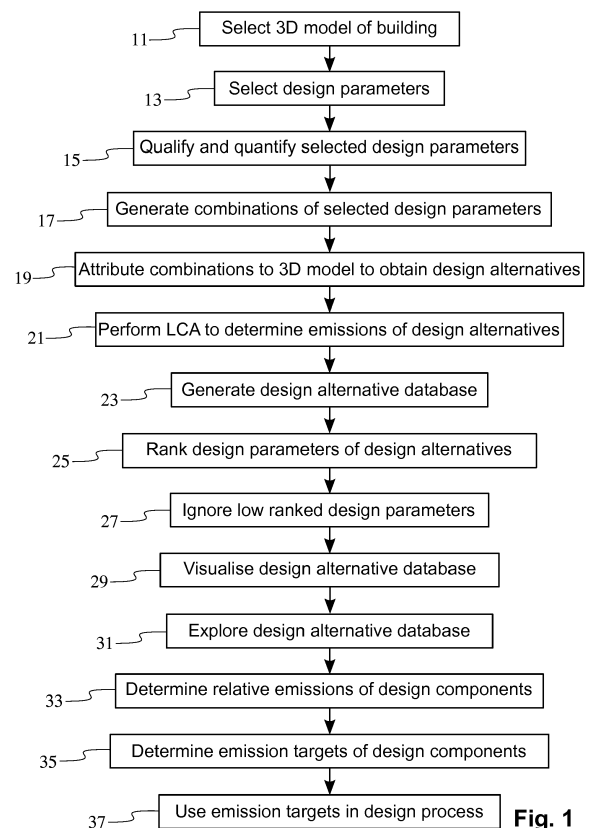 Select 3D model of building
11
Select design parameters
13
Qualify and quantify selected design parameters
15
Generate combinations of selected design parameters
17
Attribute combinations to 3D model to obtain design alternatives
19
Perform LCA to determine emissions of design alternatives
21
Generate design alternative database
23
Rank design parameters of design alternatives
25
Ignore low ranked design parameters
27
Visualise design alternative database
29
Explore design alternative database
31
Determine relative emissions of design components
33
Determine emission targets of design components
35
Use emission targets in design process
37
Fig. 1